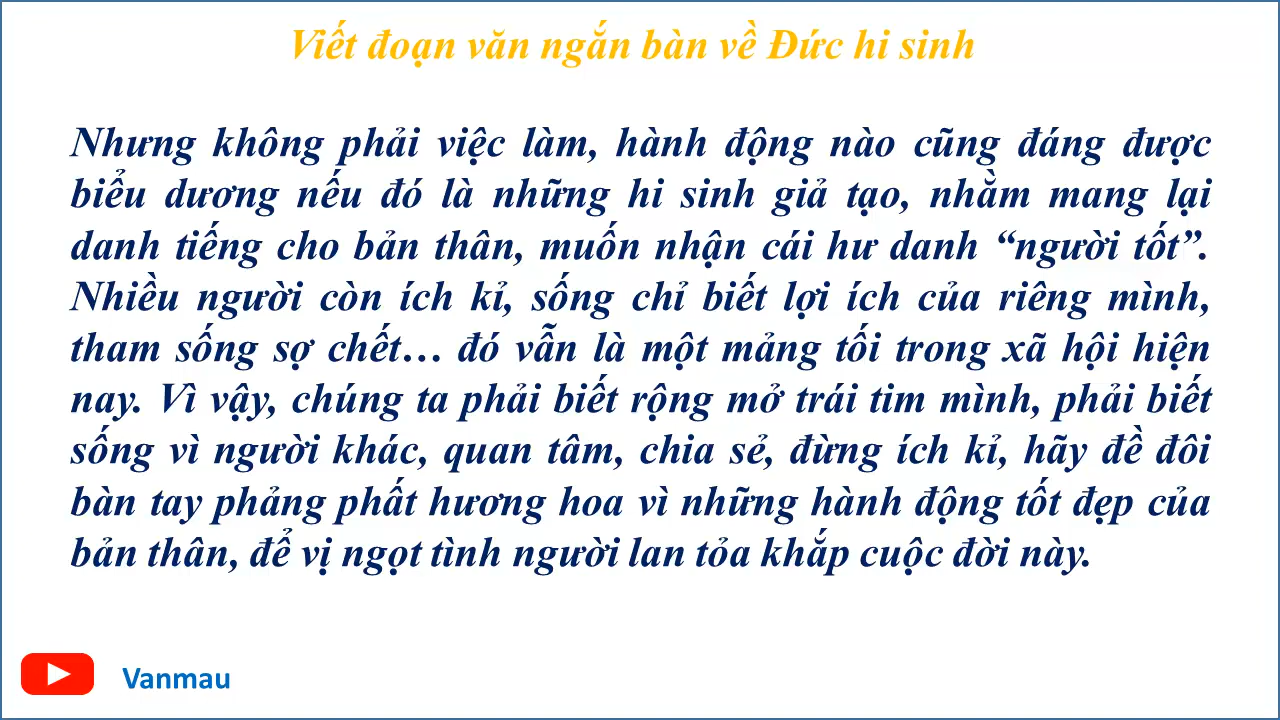 Viết đoạn văn ngắn bàn về Đức hi sinh
Nhưng không phải việc làm, hành động nào cũng đáng được
biểu dương nếu đó là những hi sinh giả tạo, nhằm mang lại
danh tiếng cho bản thân, muốn nhận cái hư danh “người tốt”.
Nhiều người còn ích kỉ, sống chỉ biết lợi ích của riêng mình,
tham sống sợ chết… đó vẫn là một mảng tối trong xã hội hiện
nay. Vì vậy, chúng ta phải biết rộng mở trái tim mình, phải biết
sống vì người khác, quan tâm, chia sẻ, đừng ích kỉ, hãy đề đôi
bàn tay phảng phất hương hoa vì những hành động tốt đẹp của
bản thân, để vị ngọt tình người lan tỏa khắp cuộc đời này.
Vanmau